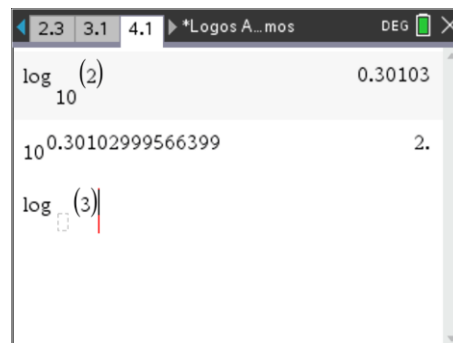 2.3 3.1 4.1 *Logos A...mos DEG
log₁₀(2) 0.30103
10^0.30102999566399 2.
log (3)